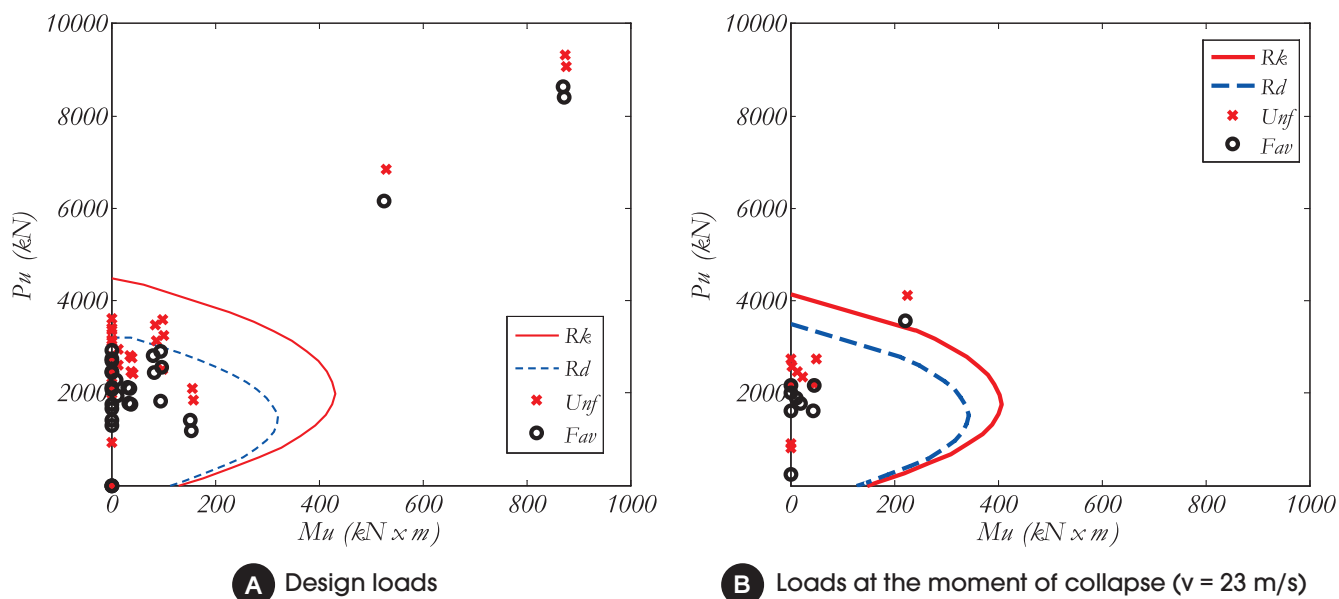 10000
8000
6000
4000
2000
0
200
400
600
800
1000
Pu (kN)
Mu (kN x m)
Rk
Rd
Unf
Fav
A Design loads
10000
8000
6000
4000
2000
0
200
400
600
800
1000
Pu (kN)
Mu (kN x m)
Rk
Rd
Unf
Fav
B Loads at the moment of collapse (v = 23 m/s)